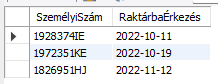 SzemélyiSzám RaktárbaÉrkezés
1928374IE 2022-10-11
1972351KE 2022-10-19
1826951HJ 2022-11-12